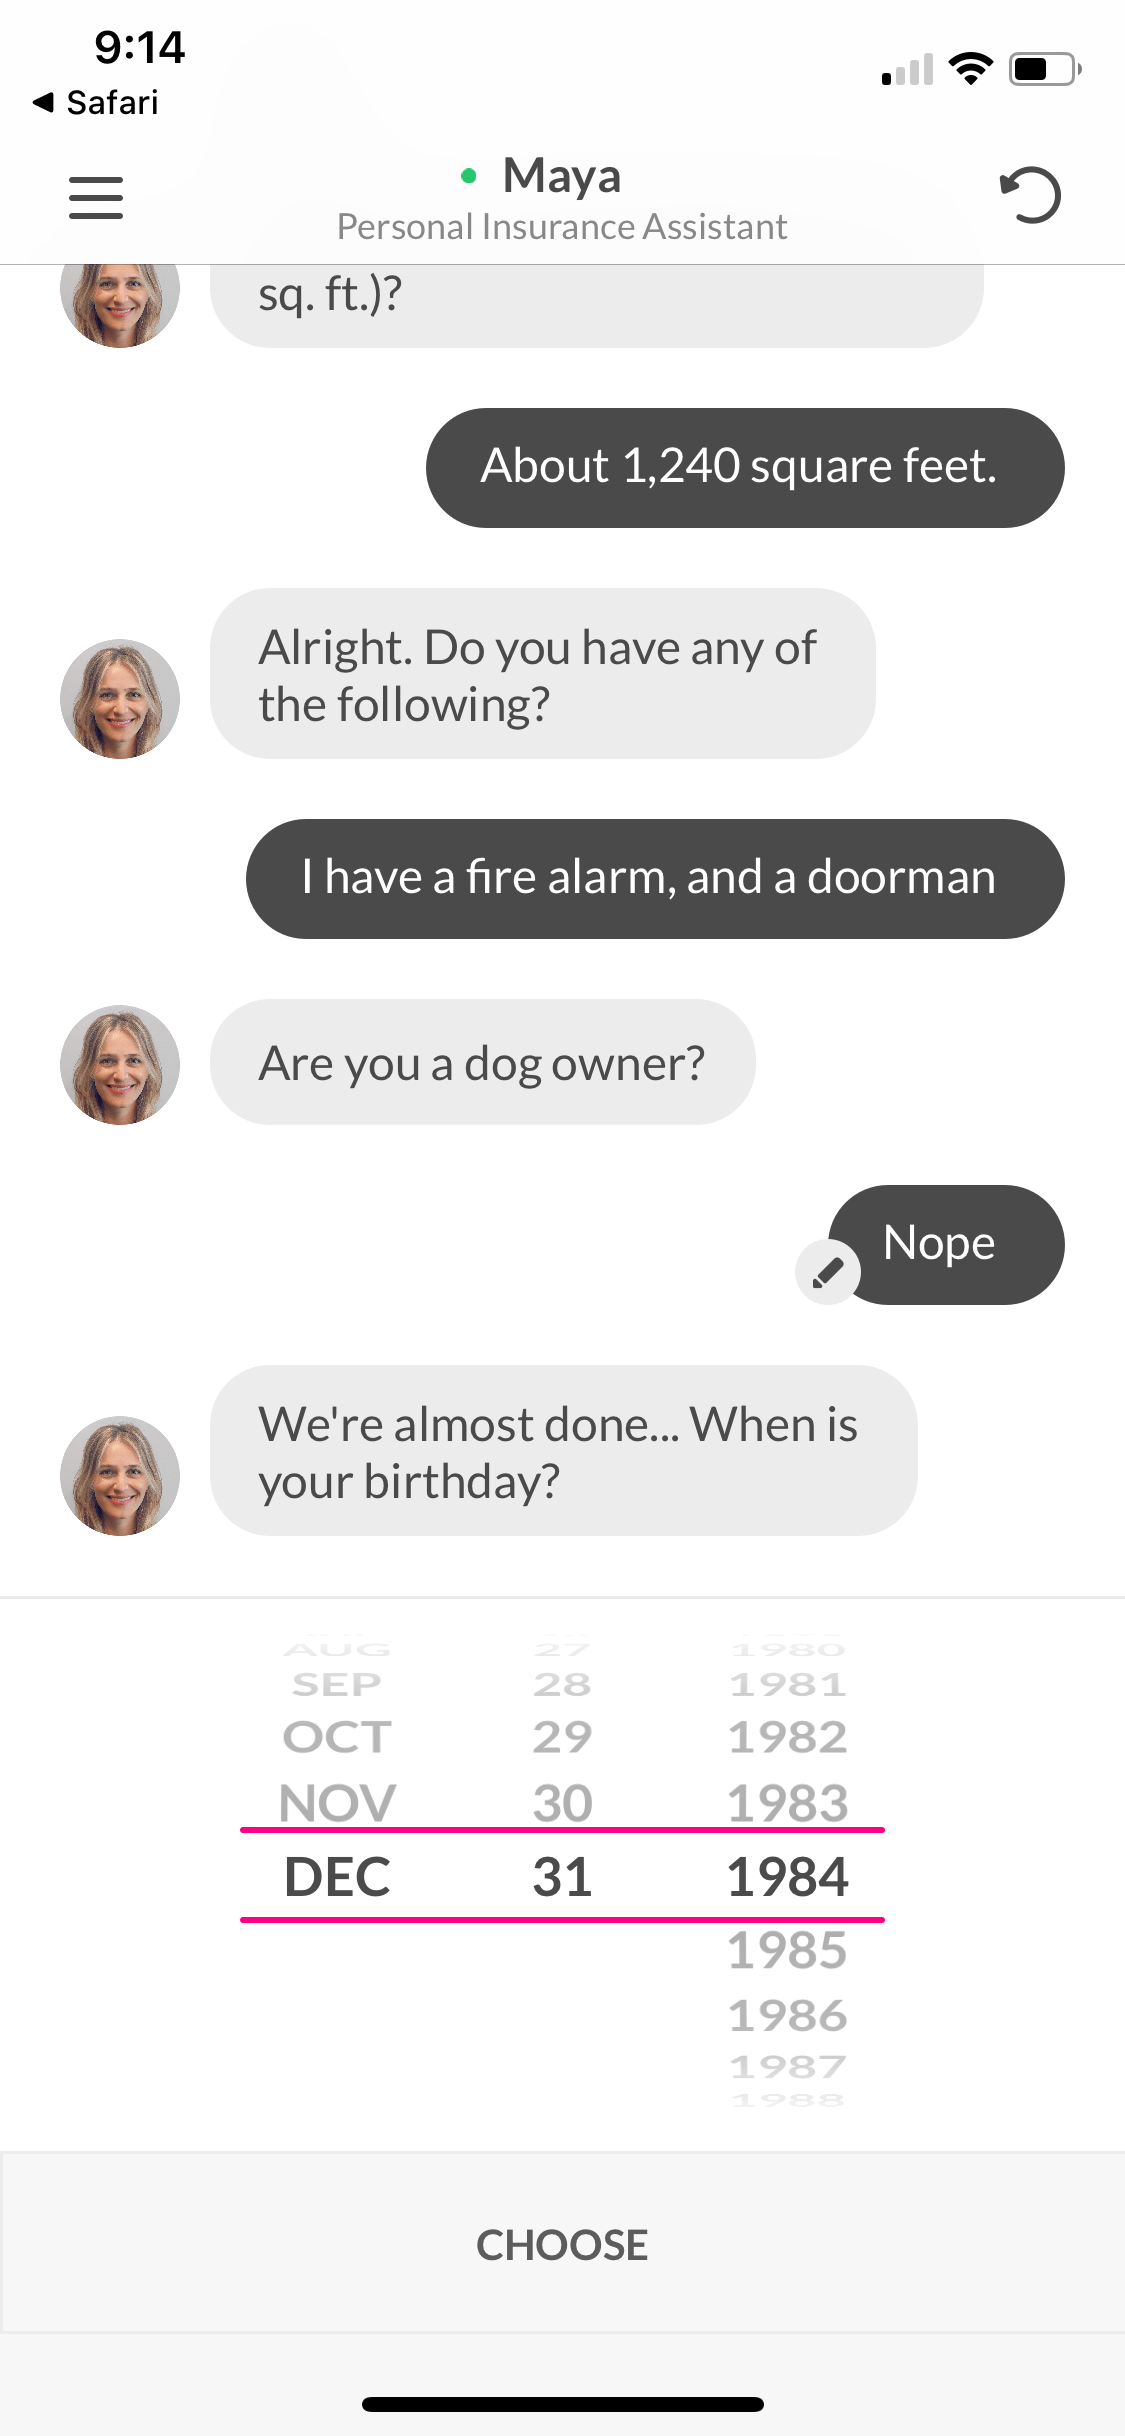 9:14
◀ Safari
Maya
Personal Insurance Assistant
sq. ft.)?
About 1,240 square feet.
Alright. Do you have any of
the following?
I have a fire alarm, and a doorman
Are you a dog owner?
Nope
We're almost done... When is
your birthday?
AUG 27 1980
SEP 28 1981
OCT 29 1982
NOV 30 1983
DEC 31 1984
1985
1986
1987
1988
CHOOSE